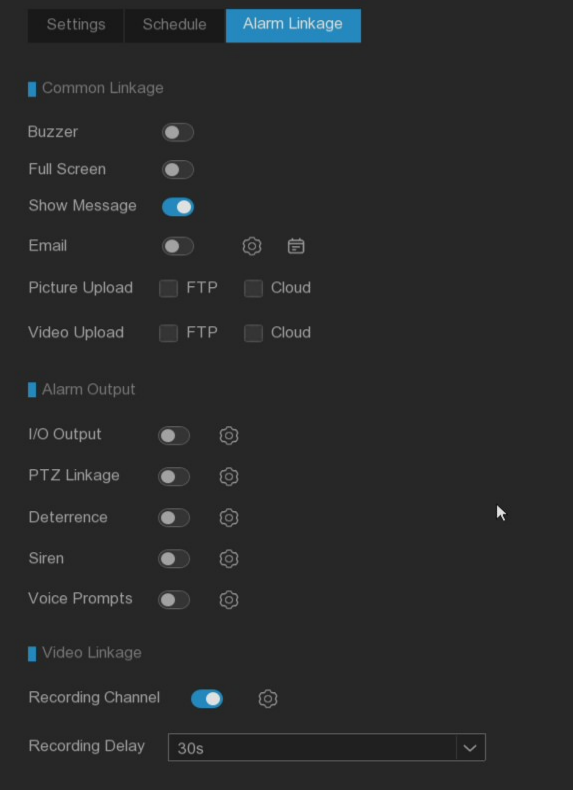 Settings Schedule Alarm Linkage
Common Linkage
Buzzer
Full Screen
Show Message
Email
Picture Upload FTP Cloud
Video Upload FTP Cloud
Alarm Output
I/O Output
PTZ Linkage
Deterrence
Siren
Voice Prompts
Video Linkage
Recording Channel
Recording Delay 30s